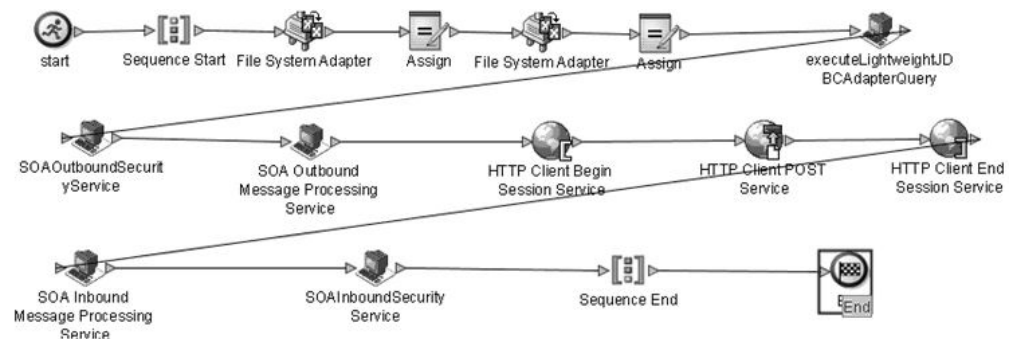 start
Sequence Start
File System Adapter
Assign
File System Adapter
Assign
executeLightweightJD
BCAdapterQuery
SOAOutboundSecurit
yService
SOA Outbound
Message Processing
Service
HTTP Client Begin
Session Service
HTTP Client POST
Service
HTTP Client End
Session Service
SOA Inbound
Message Processing
Service
SOAInboundSecurity
Service
Sequence End
End